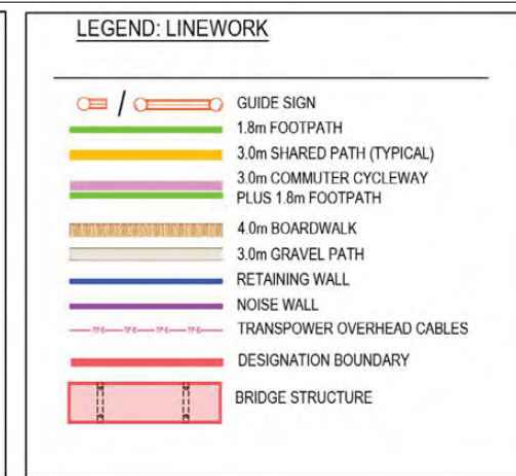 LEGEND: LINEWORK
GUIDE SIGN
1.8m FOOTPATH
3.0m SHARED PATH (TYPICAL)
3.0m COMMUTER CYCLEWAY
PLUS 1.8m FOOTPATH
4.0m BOARDWALK
3.0m GRAVEL PATH
RETAINING WALL
NOISE WALL
TRANSPOWER OVERHEAD CABLES
DESIGNATION BOUNDARY
BRIDGE STRUCTURE